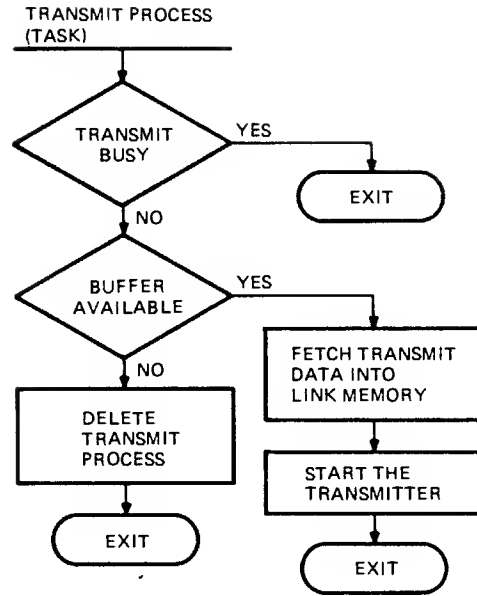 TRANSMIT PROCESS
(TASK)
TRANSMIT
BUSY
YES
EXIT
NO
BUFFER
AVAILABLE
YES
FETCH TRANSMIT
DATA INTO
LINK MEMORY
NO
DELETE
TRANSMIT
PROCESS
START THE
TRANSMITTER
EXIT
EXIT